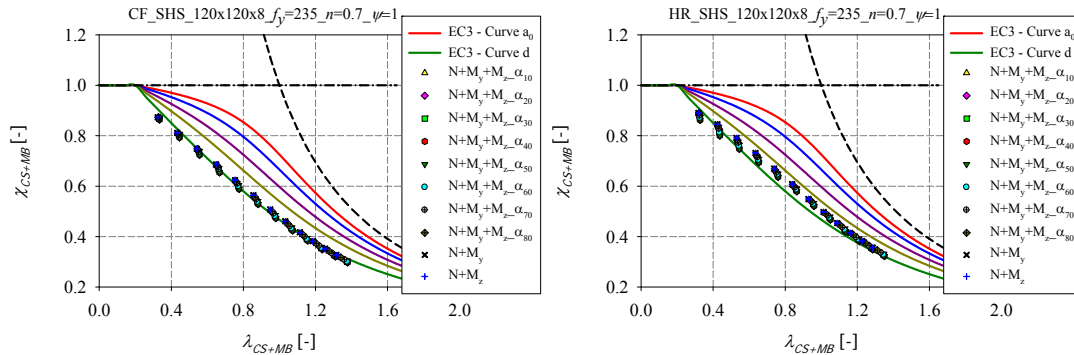 CF_SHS_120x120x8_fy=235_n=0.7_ψ=1
1.2
1.0
0.8
0.6
0.4
0.2
χCS+MB [-]
0.0
0.4
0.8
1.2
1.6
2.0
λCS+MB [-]
EC3 - Curve a0
EC3 - Curve d
N+My+Mz_α10
N+My+Mz_α20
N+My+Mz_α30
N+My+Mz_α40
N+My+Mz_α50
N+My+Mz_α60
N+My+Mz_α70
N+My+Mz_α80
N+My
N+Mz
HR_SHS_120x120x8_fy=235_n=0.7_ψ=1
1.2
1.0
0.8
0.6
0.4
0.2
χCS+MB [-]
0.0
0.4
0.8
1.2
1.6
2.0
λCS+MB [-]
EC3 - Curve a0
EC3 - Curve d
N+My+Mz_α10
N+My+Mz_α20
N+My+Mz_α30
N+My+Mz_α40
N+My+Mz_α50
N+My+Mz_α60
N+My+Mz_α70
N+My+Mz_α80
N+My
N+Mz